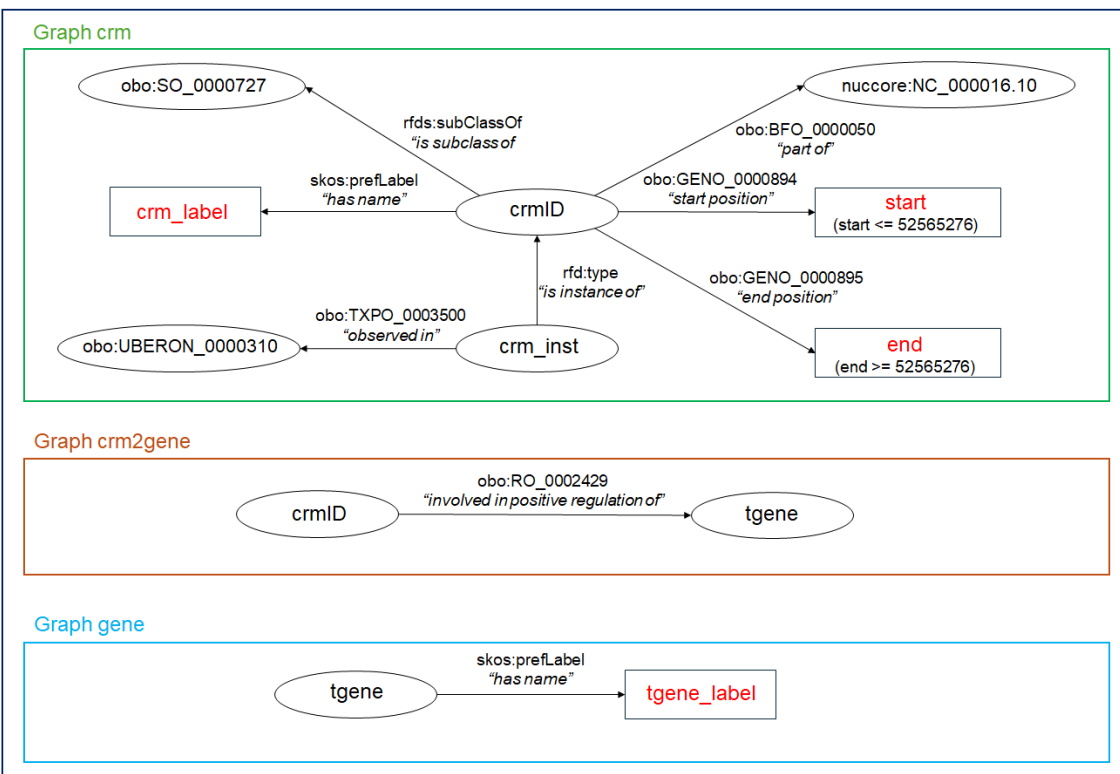 Graph crm
obo:SO_0000727
nuccore:NC_000016.10
rfds:subClassOf
"is subclass of
obo:BFO_0000050
"part of"
skos:prefLabel
"has name"
obo:GENO_0000894
"start position"
crm_label
crmID
start
(start <= 52565276)
rfd:type
"is instance of"
obo:GENO_0000895
"end position"
obo:TXPO_0003500
"observed in"
obo:UBERON_0000310
crm_inst
end
(end >= 52565276)
Graph crm2gene
obo:RO_0002429
"involved in positive regulation of"
crmID
tgene
Graph gene
skos:prefLabel
"has name"
tgene
tgene_label